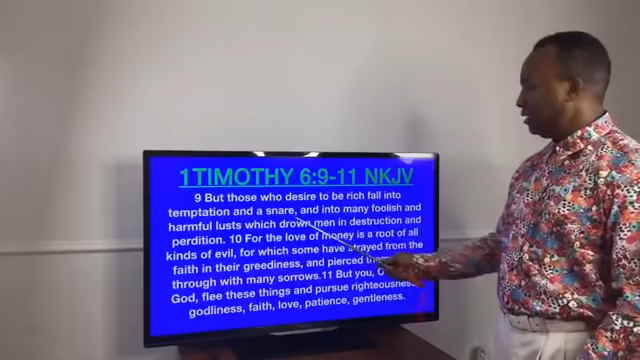 1TIMOTHY 6:9-11 NKJV
9 But those who desire to be rich fall into
temptation and a snare, and into many foolish and
harmful lusts which drown men in destruction and
perdition. 10 For the love of money is a root of all
kinds of evil, for which some have strayed from the
faith in their greediness, and pierced
through with many sorrows.11 But you, O
God, flee these things and pursue righteousness,
godliness, faith, love, patience, gentleness.